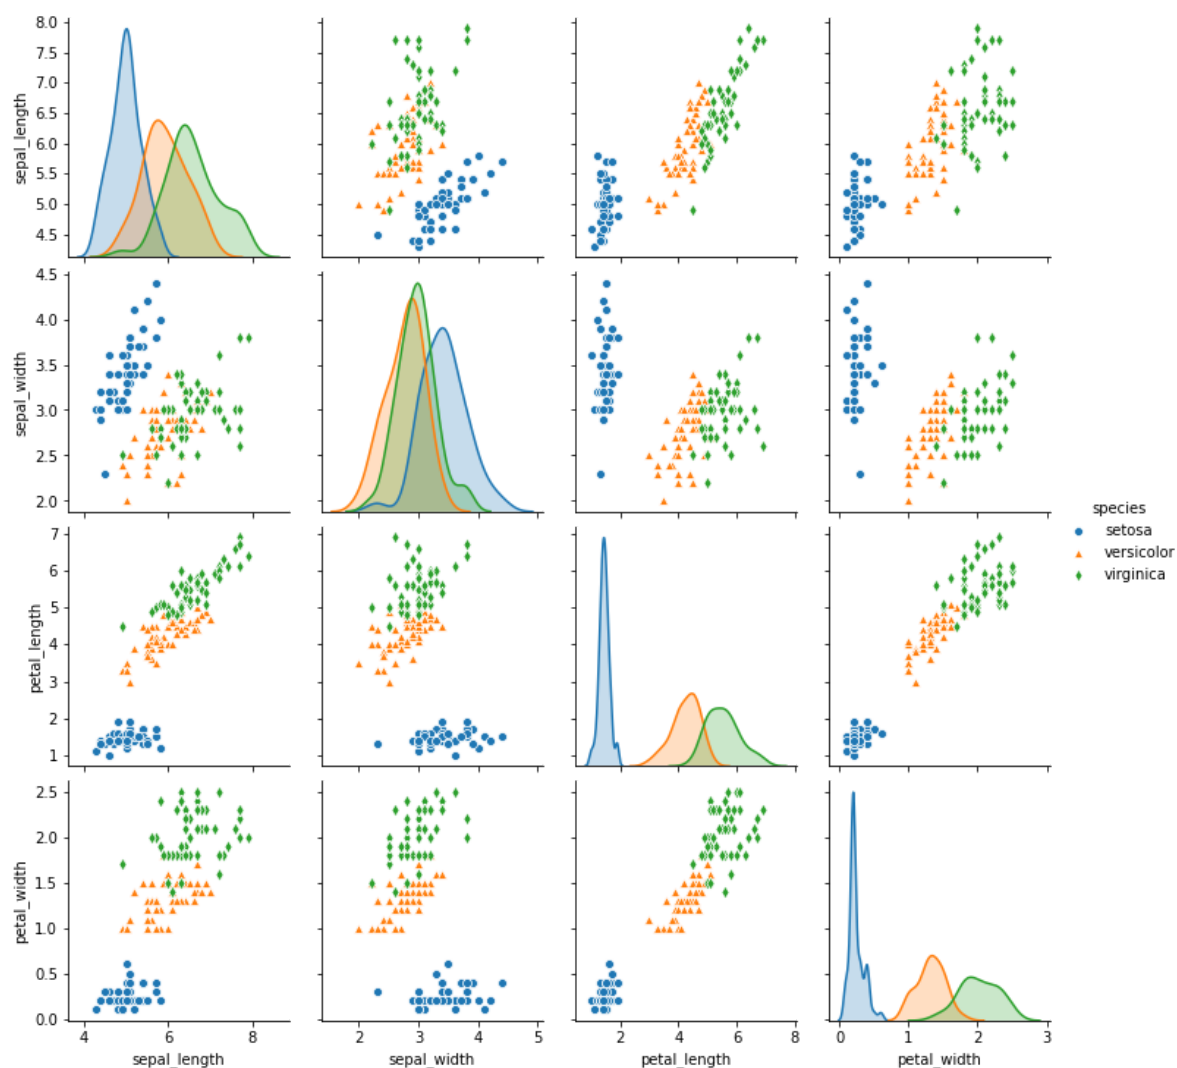 8.0
7.5
7.0
6.5
6.0
5.5
5.0
4.5
sepal_length
4.5
4.0
3.5
3.0
2.5
2.0
sepal_width
species
setosa
versicolor
virginica
7
6
5
4
3
2
1
petal_length
2.5
2.0
1.5
1.0
0.5
0.0
petal_width
4 6 8
2 3 4 5
2 4 6 8
0 1 2 3
sepal_length
sepal_width
petal_length
petal_width